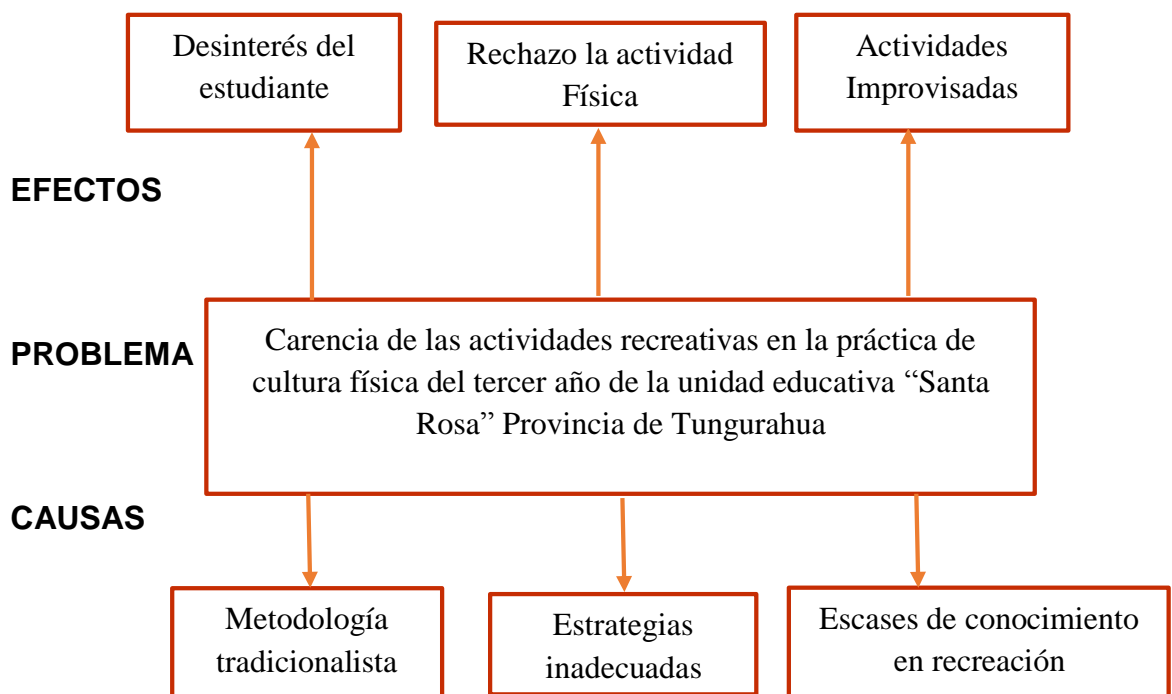 Desinterés del
estudiante
Rechazo la actividad
Física
Actividades
Improvisadas
EFECTOS
PROBLEMA
Carencia de las actividades recreativas en la práctica de
cultura física del tercer año de la unidad educativa “Santa
Rosa” Provincia de Tungurahua
CAUSAS
Metodología
tradicionalista
Estrategias
inadecuadas
Escases de conocimiento
en recreación